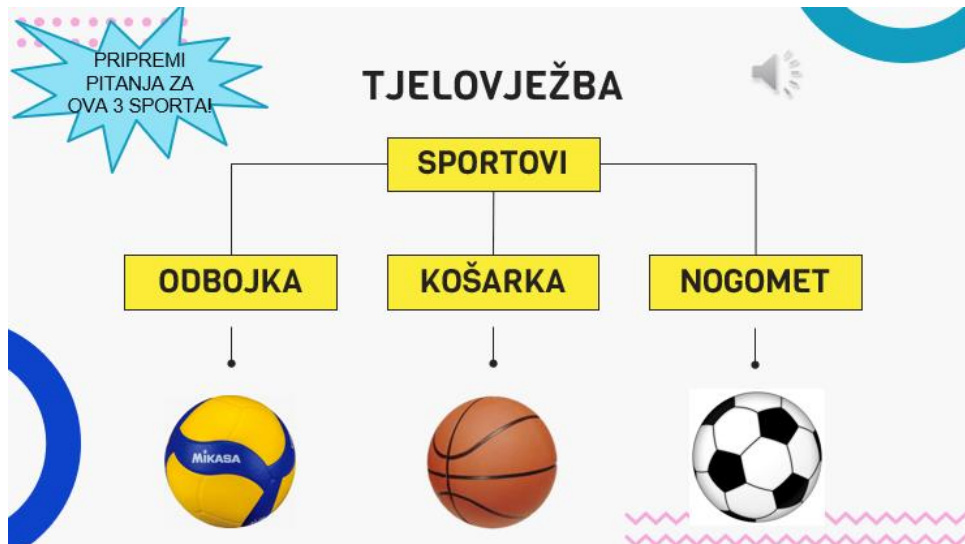 PRIPREMI
PITANJA ZA
OVA 3 SPORTA!
TJELOVJEŽBA
SPORTOVI
ODBOJKA
KOŠARKA
NOGOMET
MIKASA